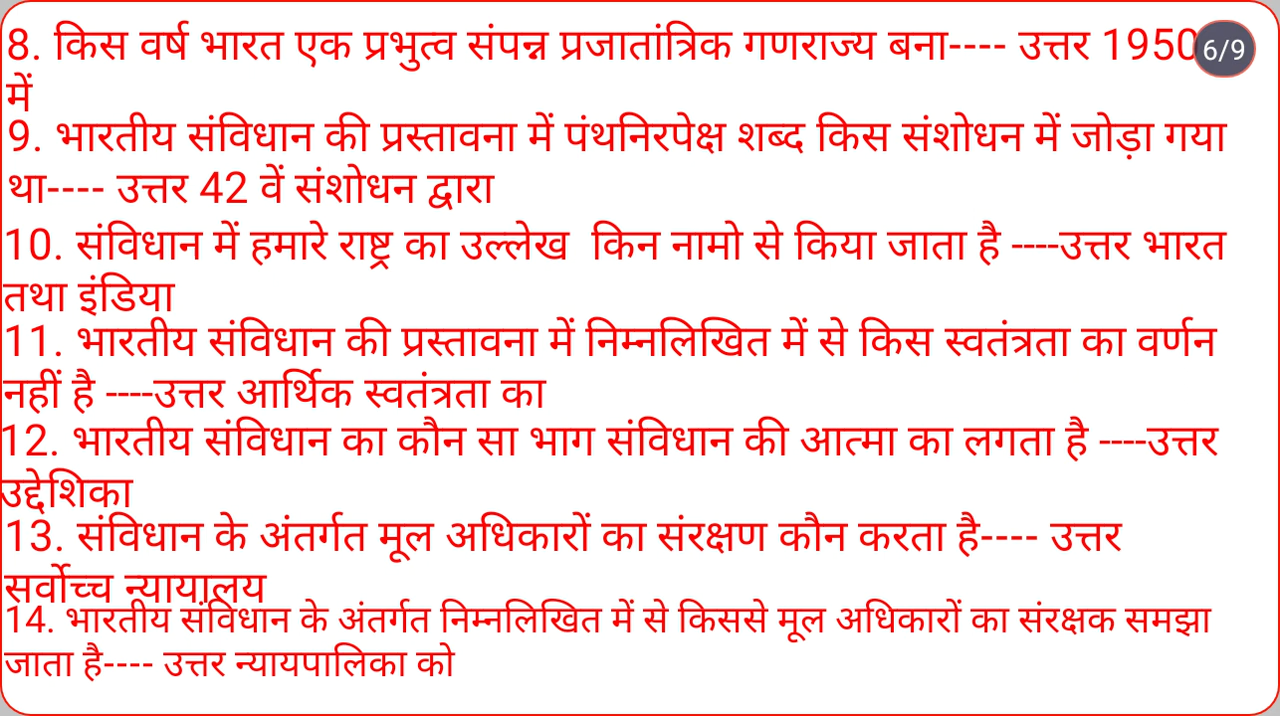 8. किस वर्ष भारत एक प्रभुत्व संपन्न प्रजातांत्रिक गणराज्य बना---- उत्तर 1950
6/9
में
9. भारतीय संविधान की प्रस्तावना में पंथनिरपेक्ष शब्द किस संशोधन में जोड़ा गया
था---- उत्तर 42 वें संशोधन द्वारा
10. संविधान में हमारे राष्ट्र का उल्लेख किन नामो से किया जाता है ----उत्तर भारत
तथा इंडिया
11. भारतीय संविधान की प्रस्तावना में निम्नलिखित में से किस स्वतंत्रता का वर्णन
नहीं है ----उत्तर आर्थिक स्वतंत्रता का
12. भारतीय संविधान का कौन सा भाग संविधान की आत्मा का लगता है ----उत्तर
उद्देशिका
13. संविधान के अंतर्गत मूल अधिकारों का संरक्षण कौन करता है---- उत्तर
सर्वोच्च न्यायालय
14. भारतीय संविधान के अंतर्गत निम्नलिखित में से किससे मूल अधिकारों का संरक्षक समझा
जाता है---- उत्तर न्यायपालिका को